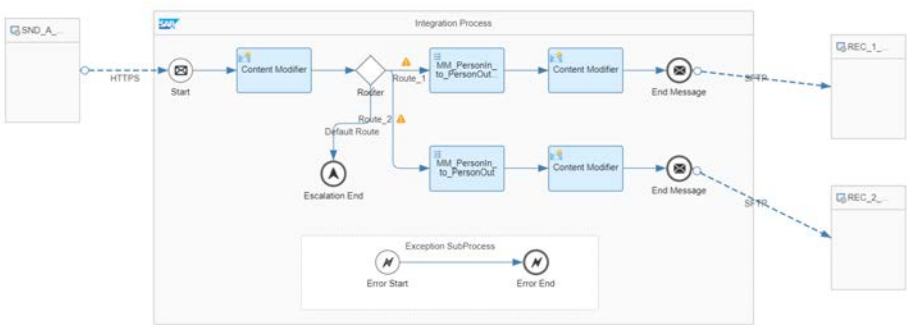 SAP
Integration Process
SND_A_...
REC_1_...
HTTPS
Start
Content Modifier
Router
Route_1
MM_PersonIn_
to_PersonOut...
Content Modifier
End Message
SFTP
Route_2
Default Route
Escalation End
MM_PersonIn_
to_PersonOut
Content Modifier
End Message
SFTP
REC_2_...
Exception SubProcess
Error Start
Error End